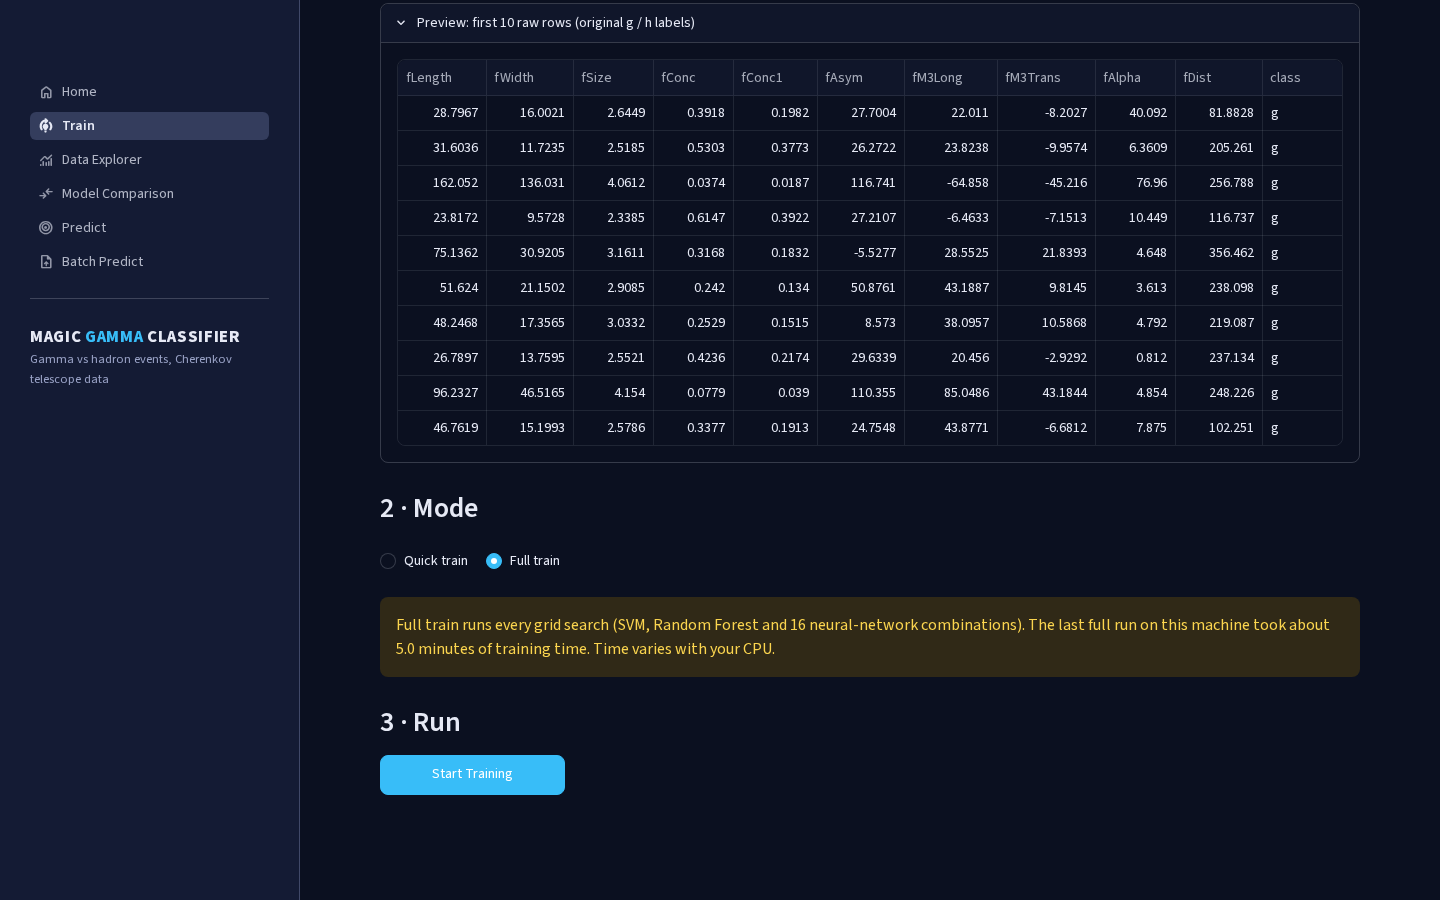 Home
Train
Data Explorer
Model Comparison
Predict
Batch Predict
MAGIC GAMMA CLASSIFIER
Gamma vs hadron events, Cherenkov
telescope data
Preview: first 10 raw rows (original g / h labels)
fLength fWidth fSize fConc fConc1 fAsym fM3Long fM3Trans fAlpha fDist class
28.7967 16.0021 2.6449 0.3918 0.1982 27.7004 22.011 -8.2027 40.092 81.8828 g
31.6036 11.7235 2.5185 0.5303 0.3773 26.2722 23.8238 -9.9574 6.3609 205.261 g
162.052 136.031 4.0612 0.0374 0.0187 116.741 -64.858 -45.216 76.96 256.788 g
23.8172 9.5728 2.3385 0.6147 0.3922 27.2107 -6.4633 -7.1513 10.449 116.737 g
75.1362 30.9205 3.1611 0.3168 0.1832 -5.5277 28.5525 21.8393 4.648 356.462 g
51.624 21.1502 2.9085 0.242 0.134 50.8761 43.1887 9.8145 3.613 238.098 g
48.2468 17.3565 3.0332 0.2529 0.1515 8.573 38.0957 10.5868 4.792 219.087 g
26.7897 13.7595 2.5521 0.4236 0.2174 29.6339 20.456 -2.9292 0.812 237.134 g
96.2327 46.5165 4.154 0.0779 0.039 110.355 85.0486 43.1844 4.854 248.226 g
46.7619 15.1993 2.5786 0.3377 0.1913 24.7548 43.8771 -6.6812 7.875 102.251 g
2 · Mode
Quick train Full train
Full train runs every grid search (SVM, Random Forest and 16 neural-network combinations). The last full run on this machine took about
5.0 minutes of training time. Time varies with your CPU.
3 · Run
Start Training